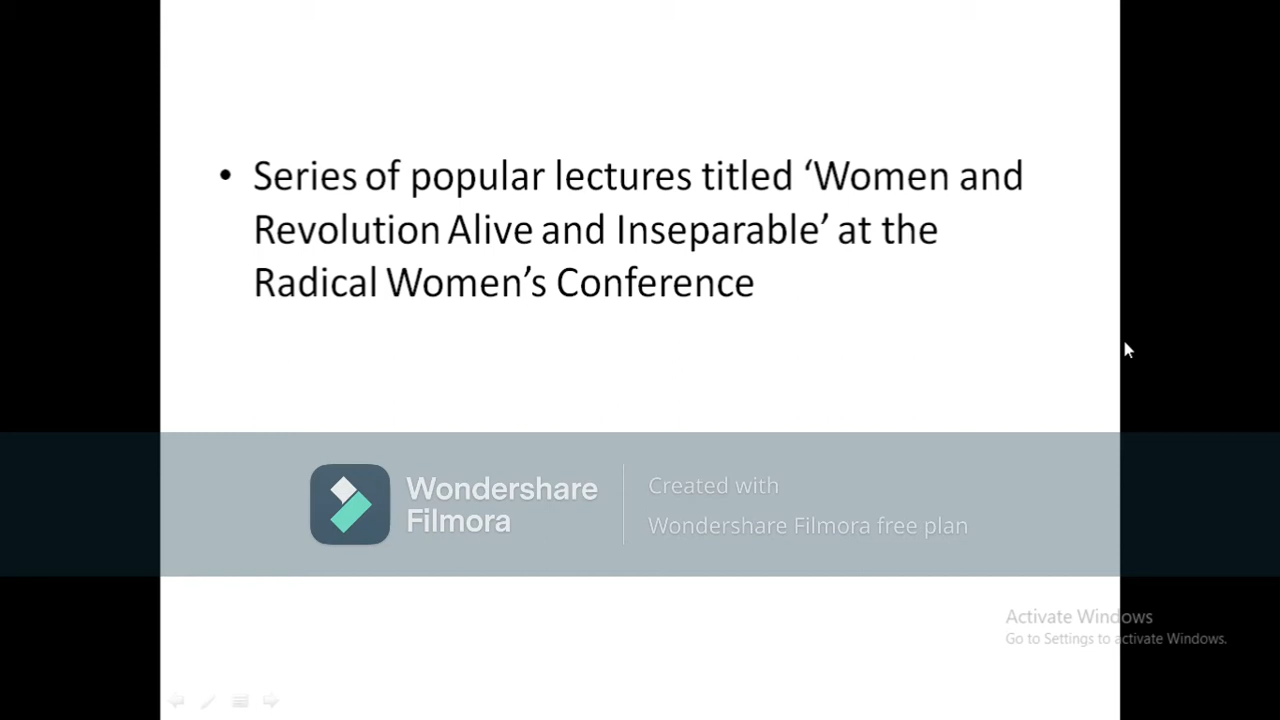 • Series of popular lectures titled ‘Women and
Revolution Alive and Inseparable’ at the
Radical Women’s Conference
Wondershare
Filmora
Created with
Wondershare Filmora free plan
Activate Windows
Go to Settings to activate Windows.